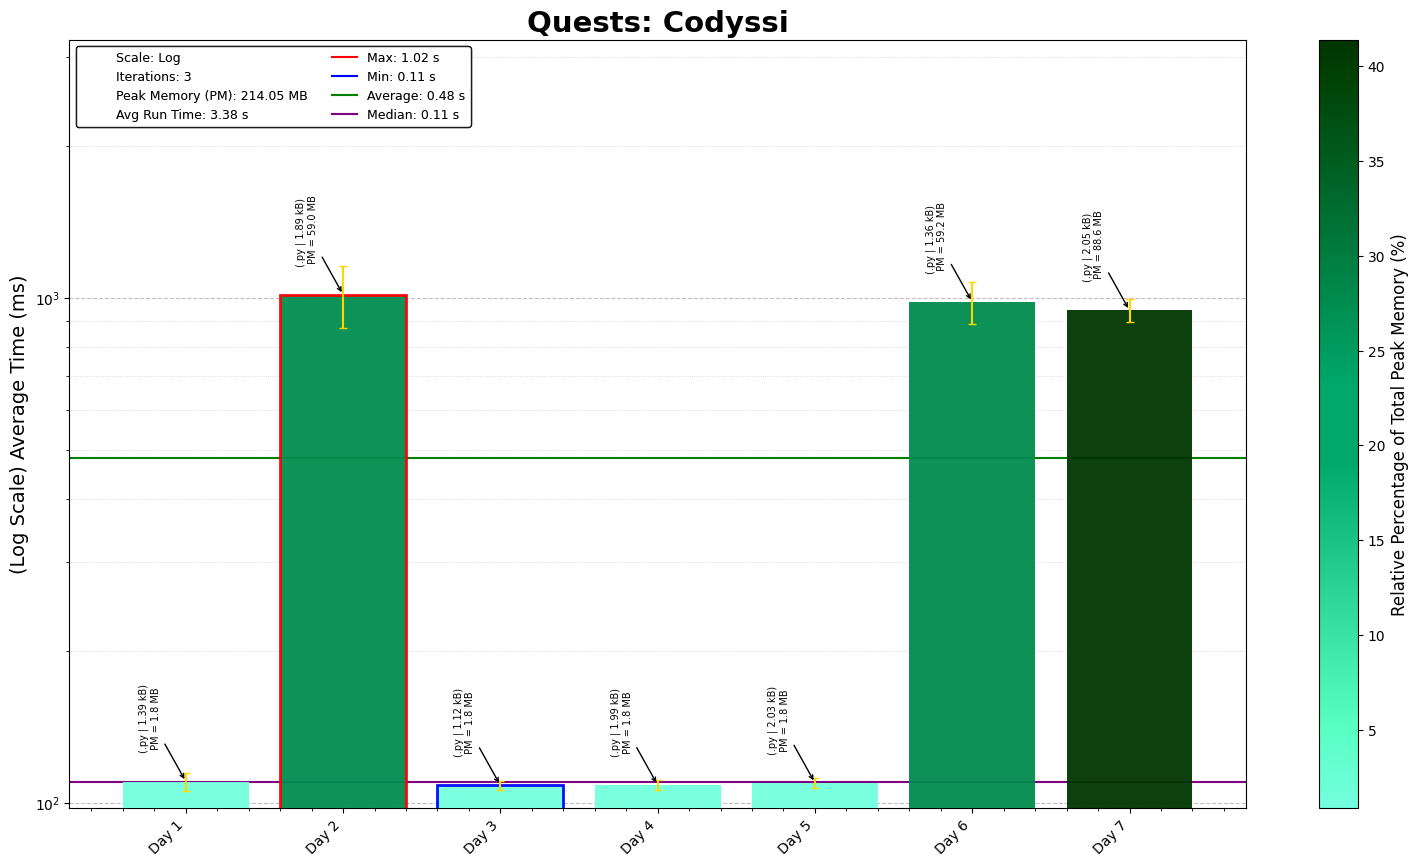 Quests: Codyssi
Scale: Log
Iterations: 3
Peak Memory (PM): 214.05 MB
Avg Run Time: 3.38 s
Max: 1.02 s
Min: 0.11 s
Average: 0.48 s
Median: 0.11 s
(Log Scale) Average Time (ms)
10³
10²
(.py | 1.39 kB)
PM = 1.8 MB
(.py | 1.89 kB)
PM = 59.0 MB
(.py | 1.12 kB)
PM = 1.8 MB
(.py | 1.99 kB)
PM = 1.8 MB
(.py | 2.03 kB)
PM = 1.8 MB
(.py | 1.36 kB)
PM = 59.2 MB
(.py | 2.05 kB)
PM = 88.6 MB
Day 1
Day 2
Day 3
Day 4
Day 5
Day 6
Day 7
40
35
30
25
20
15
10
5
Relative Percentage of Total Peak Memory (%)